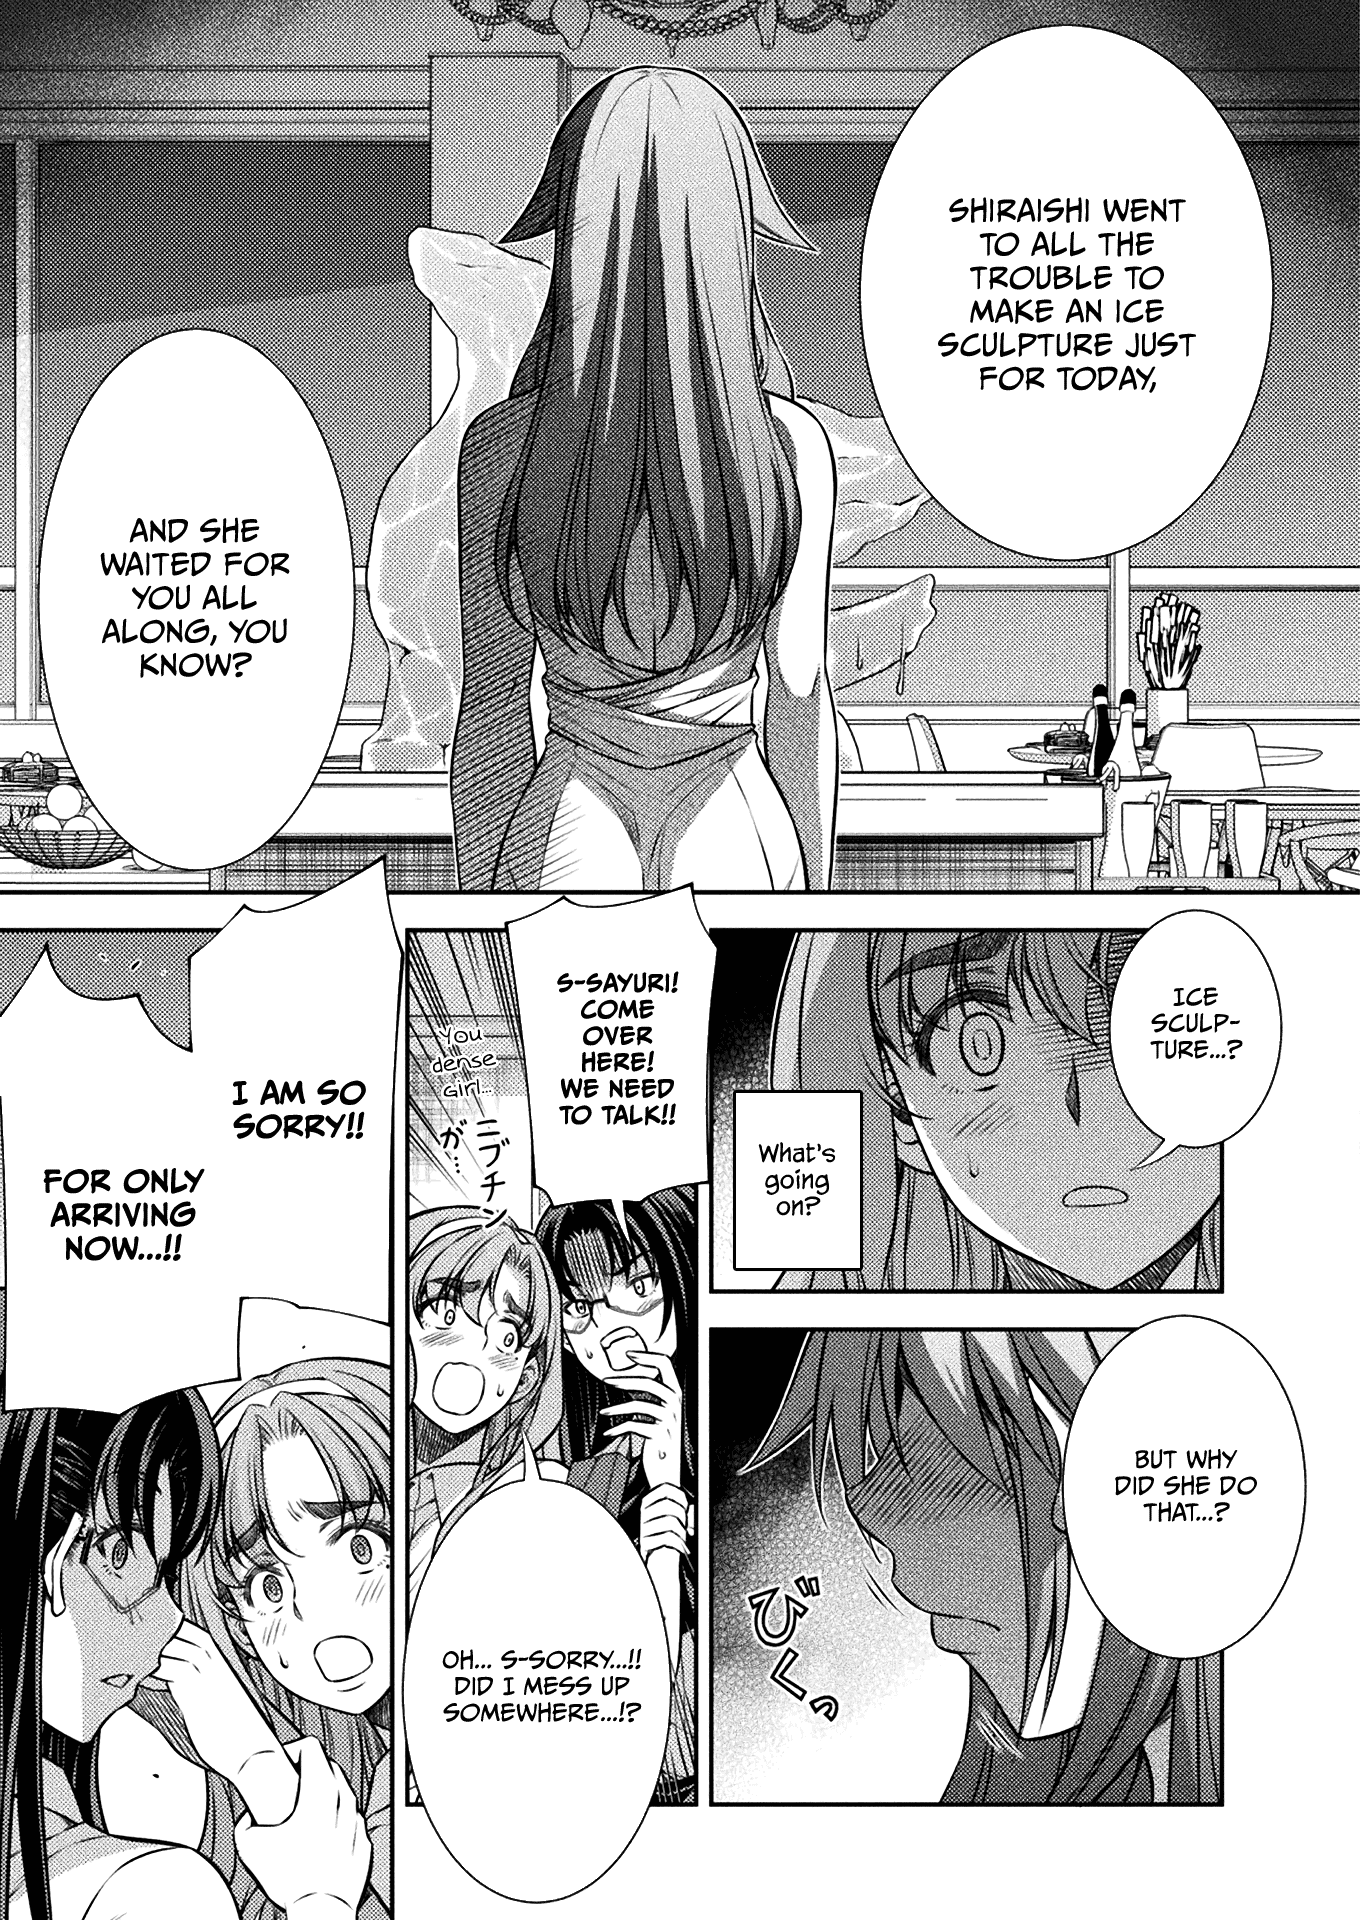 SHIRAISHI WENT
TO ALL THE
TROUBLE TO
MAKE AN ICE
SCULPTURE JUST
FOR TODAY,
AND SHE
WAITED FOR
YOU ALL
ALONG, YOU
KNOW?
ICE
SCULP-
TURE...?
What's
going
on?
BUT WHY
DID SHE DO
THAT...?
びくっ
S-SAYURI!
COME
OVER
HERE!
WE NEED
TO TALK!!
You
dense
girl...
ニブチン
が…
OH... S-SORRY...!!
DID I MESS UP
SOMEWHERE...!?
I AM SO
SORRY!!
FOR ONLY
ARRIVING
NOW...!!